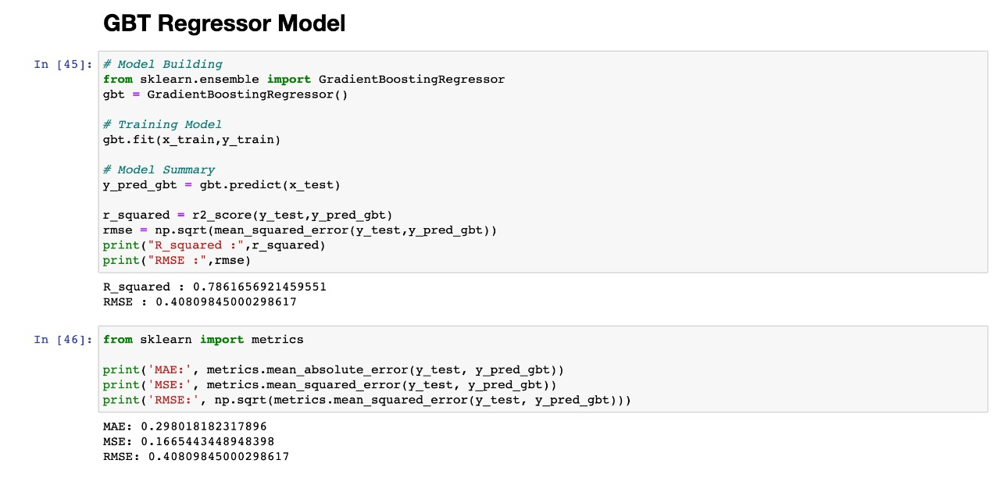 GBT Regressor Model
In [45]:
# Model Building
from sklearn.ensemble import GradientBoostingRegressor
gbt = GradientBoostingRegressor()
# Training Model
gbt.fit(x_train,y_train)
# Model Summary
y_pred_gbt = gbt.predict(x_test)
r_squared = r2_score(y_test,y_pred_gbt)
rmse = np.sqrt(mean_squared_error(y_test,y_pred_gbt))
print("R_squared :",r_squared)
print("RMSE :",rmse)
R_squared : 0.7861656921459551
RMSE : 0.40809845000298617
In [46]:
from sklearn import metrics
print('MAE:', metrics.mean_absolute_error(y_test, y_pred_gbt))
print('MSE:', metrics.mean_squared_error(y_test, y_pred_gbt))
print('RMSE:', np.sqrt(metrics.mean_squared_error(y_test, y_pred_gbt)))
MAE: 0.298018182317896
MSE: 0.1665443448948398
RMSE: 0.40809845000298617